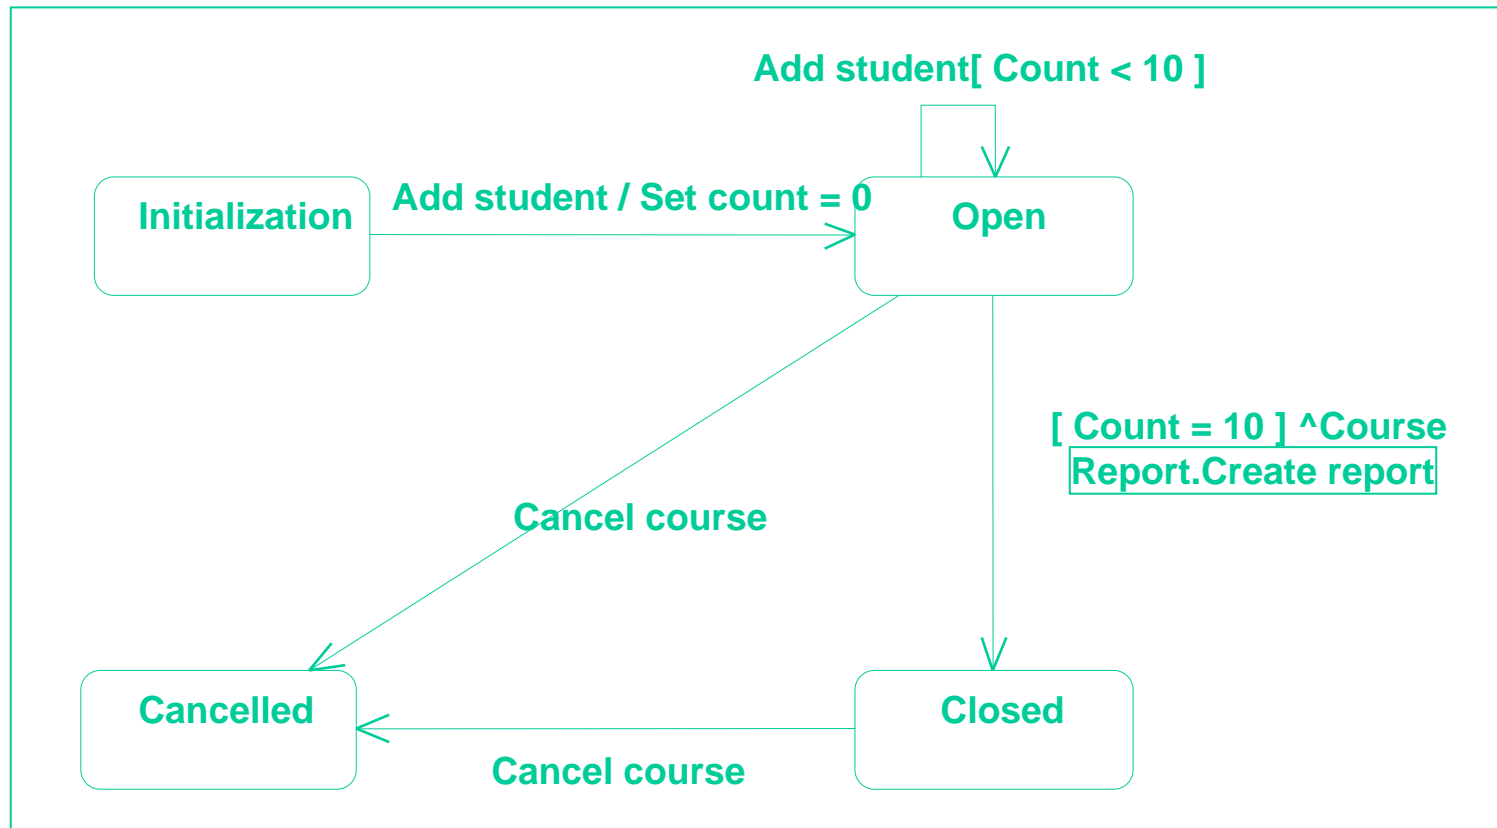 Add student[ Count < 10 ]
Initialization
Add student / Set count = 0
Open
[ Count = 10 ] ^Course
Report.Create report
Cancel course
Cancelled
Closed
Cancel course